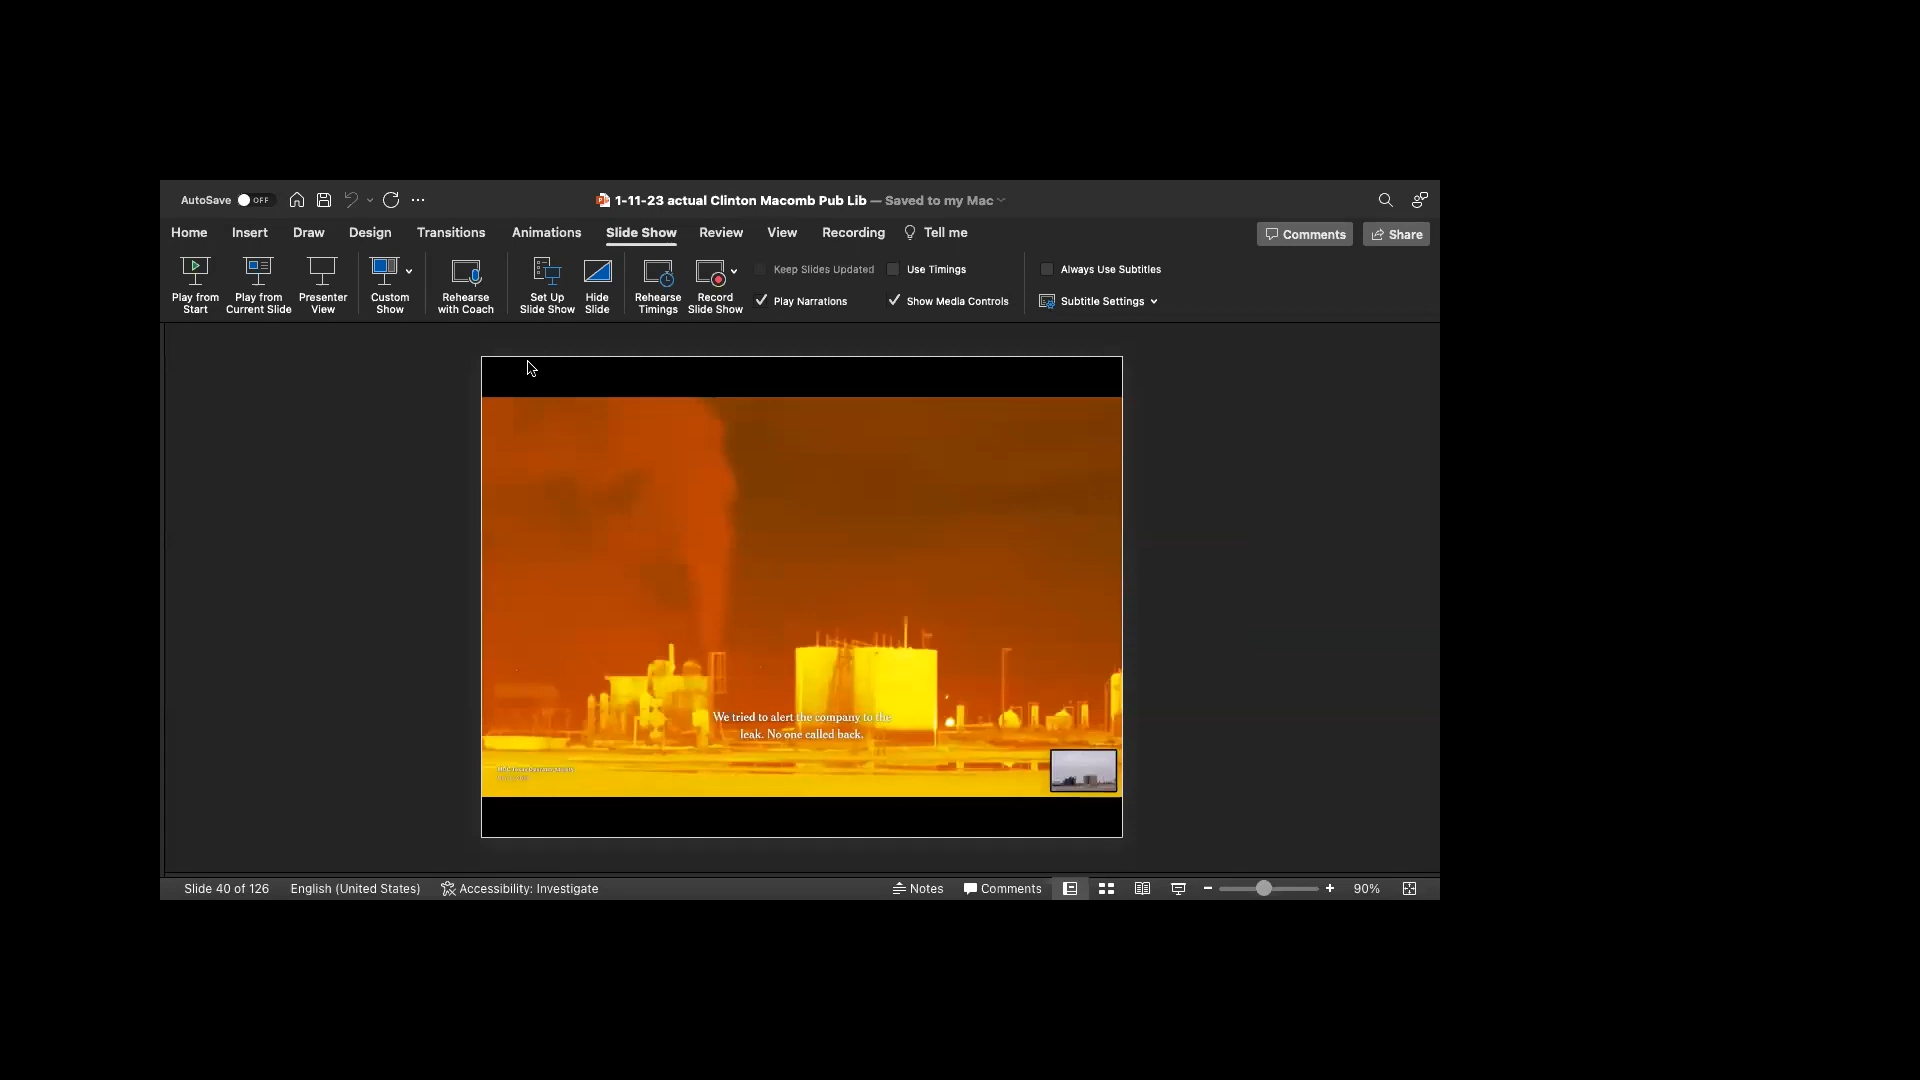 AutoSave OFF 1-11-23 actual Clinton Macomb Pub Lib — Saved to my Mac
Home Insert Draw Design Transitions Animations Slide Show Review View Recording Tell me Comments Share
Keep Slides Updated Use Timings Always Use Subtitles
Play from Start
Play from Current Slide
Presenter View
Custom Show
Rehearse with Coach
Set Up Slide Show
Hide Slide
Rehearse Timings
Record Slide Show
Play Narrations Show Media Controls Subtitle Settings
We tried to alert the company to the
leak. No one called back.
Slide 40 of 126 English (United States) Accessibility: Investigate Notes Comments 90%